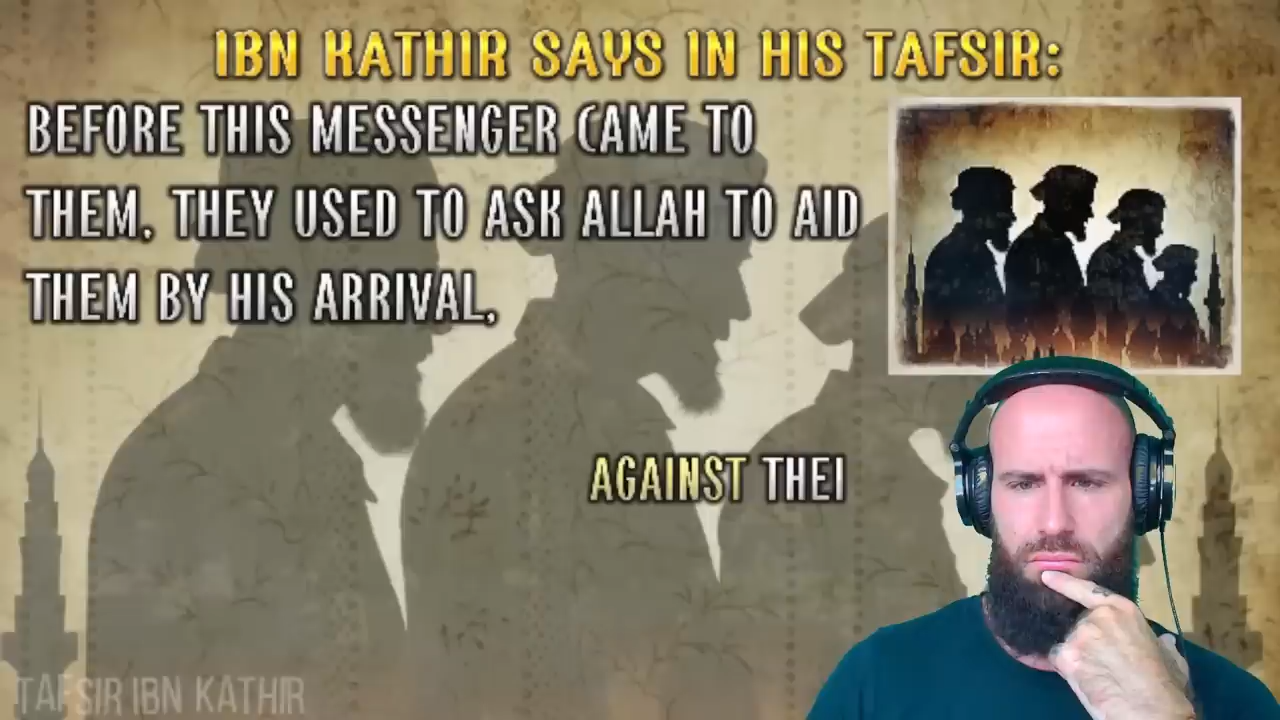 IBN KATHIR SAYS IN HIS TAFSIR:
BEFORE THIS MESSENGER CAME TO
THEM, THEY USED TO ASK ALLAH TO AID
THEM BY HIS ARRIVAL,
AGAINST THEI
TAFSIR IBN KATHIR